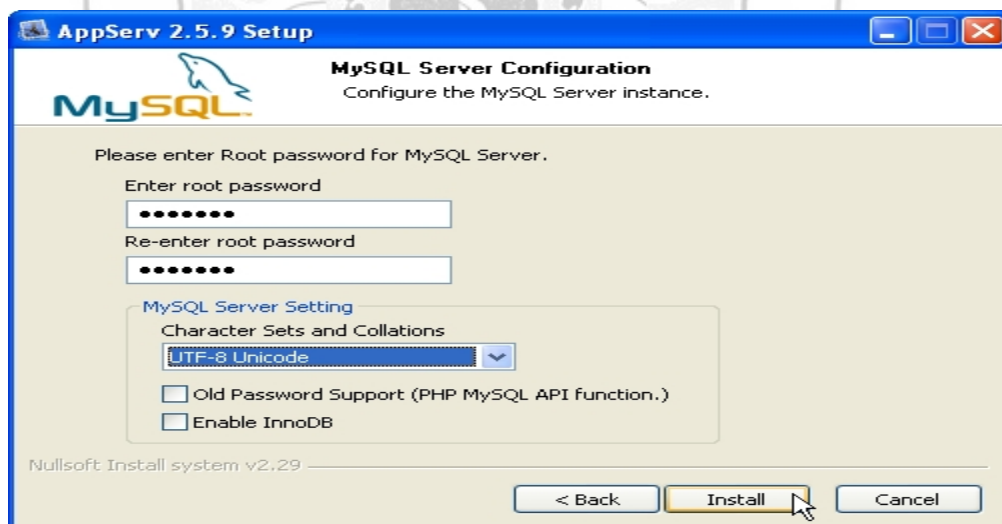 AppServ 2.5.9 Setup
MySQL Server Configuration
Configure the MySQL Server instance.
MySQL
Please enter Root password for MySQL Server.
Enter root password
•••••••
Re-enter root password
•••••••
MySQL Server Setting
Character Sets and Collations
UTF-8 Unicode
Old Password Support (PHP MySQL API function.)
Enable InnoDB
Nullsoft Install system v2.29
< Back Install Cancel